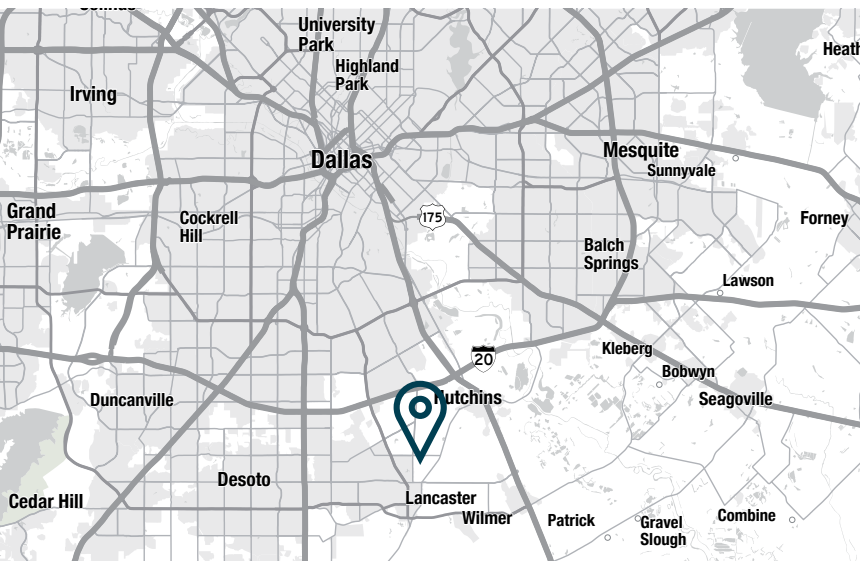 University
Park
Highland
Park
Irving
Dallas
Mesquite
Sunnyvale
Grand
Prairie
Cockrell
Hill
175
Forney
Balch
Springs
Lawson
20
Kleberg
Bobwyn
Duncanville
Hutchins
Seagoville
Desoto
Cedar Hill
Lancaster
Wilmer
Patrick
Gravel
Slough
Combine